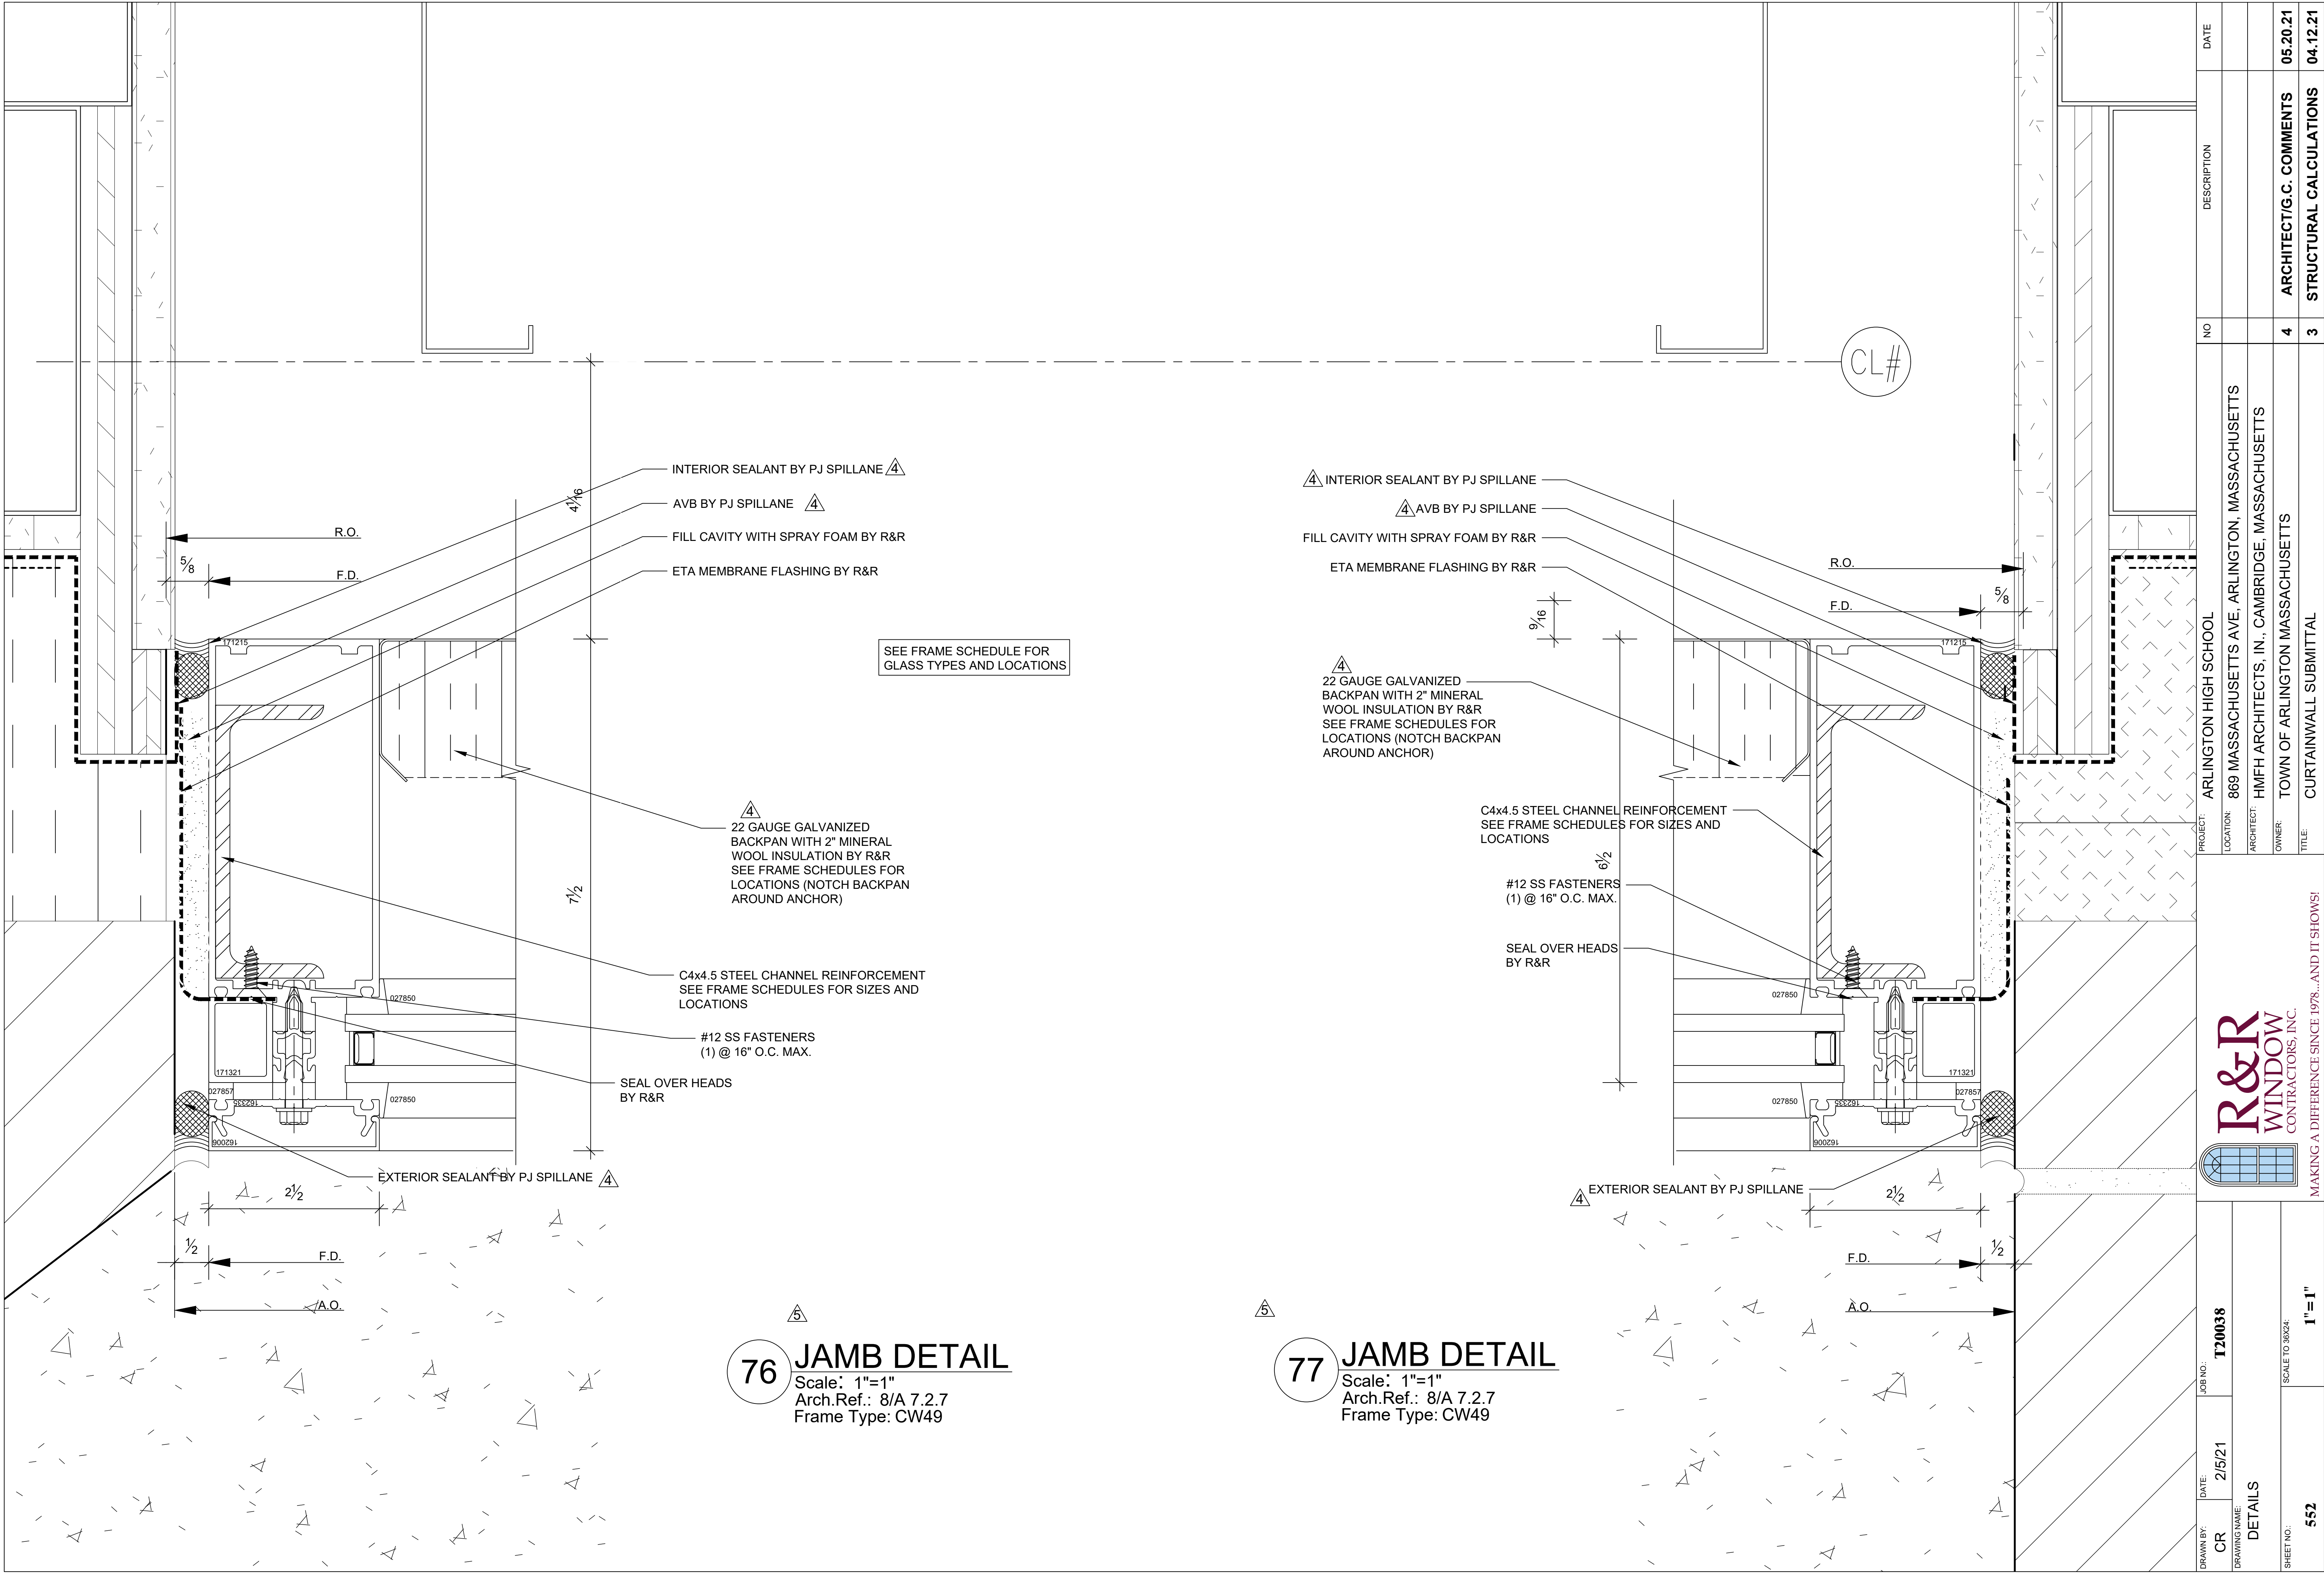 CL#
INTERIOR SEALANT BY PJ SPILLANE 4
AVB BY PJ SPILLANE 4
FILL CAVITY WITH SPRAY FOAM BY R&R
ETA MEMBRANE FLASHING BY R&R
R.O.
5/8
F.D.
4 1/16
171215
SEE FRAME SCHEDULE FOR
GLASS TYPES AND LOCATIONS
4
22 GAUGE GALVANIZED
BACKPAN WITH 2" MINERAL
WOOL INSULATION BY R&R
SEE FRAME SCHEDULES FOR
LOCATIONS (NOTCH BACKPAN
AROUND ANCHOR)
7 1/2
C4x4.5 STEEL CHANNEL REINFORCEMENT
SEE FRAME SCHEDULES FOR SIZES AND
LOCATIONS
027850
#12 SS FASTENERS
(1) @ 16" O.C. MAX.
171321
SEAL OVER HEADS
BY R&R
027857
027850
162335
162006
EXTERIOR SEALANT BY PJ SPILLANE 4
2 1/2
1/2
F.D.
A.O.
5
76
JAMB DETAIL
Scale: 1"=1"
Arch.Ref.: 8/A 7.2.7
Frame Type: CW49
4 INTERIOR SEALANT BY PJ SPILLANE
4 AVB BY PJ SPILLANE
FILL CAVITY WITH SPRAY FOAM BY R&R
ETA MEMBRANE FLASHING BY R&R
R.O.
5/8
F.D.
9/16
171215
4
22 GAUGE GALVANIZED
BACKPAN WITH 2" MINERAL
WOOL INSULATION BY R&R
SEE FRAME SCHEDULES FOR
LOCATIONS (NOTCH BACKPAN
AROUND ANCHOR)
C4x4.5 STEEL CHANNEL REINFORCEMENT
SEE FRAME SCHEDULES FOR SIZES AND
LOCATIONS
6 1/2
#12 SS FASTENERS
(1) @ 16" O.C. MAX.
SEAL OVER HEADS
BY R&R
027850
171321
027857
027850
162335
162006
4 EXTERIOR SEALANT BY PJ SPILLANE
2 1/2
1/2
F.D.
A.O.
5
77
JAMB DETAIL
Scale: 1"=1"
Arch.Ref.: 8/A 7.2.7
Frame Type: CW49
DRAWN BY:
CR
DATE:
2/5/21
JOB NO.:
T20038
DRAWING NAME:
DETAILS
SHEET NO.:
552
SCALE TO 36X24:
1"=1"
R&R
WINDOW
CONTRACTORS, INC.
MAKING A DIFFERENCE SINCE 1978...AND IT SHOWS!
PROJECT:
ARLINGTON HIGH SCHOOL
LOCATION:
869 MASSACHUSETTS AVE, ARLINGTON, MASSACHUSETTS
ARCHITECT:
HMFH ARCHITECTS, IN., CAMBRIDGE, MASSACHUSETTS
OWNER:
TOWN OF ARLINGTON MASSACHUSETTS
TITLE:
CURTAINWALL SUBMITTAL
NO DESCRIPTION DATE
4 ARCHITECT/G.C. COMMENTS 05.20.21
3 STRUCTURAL CALCULATIONS 04.12.21